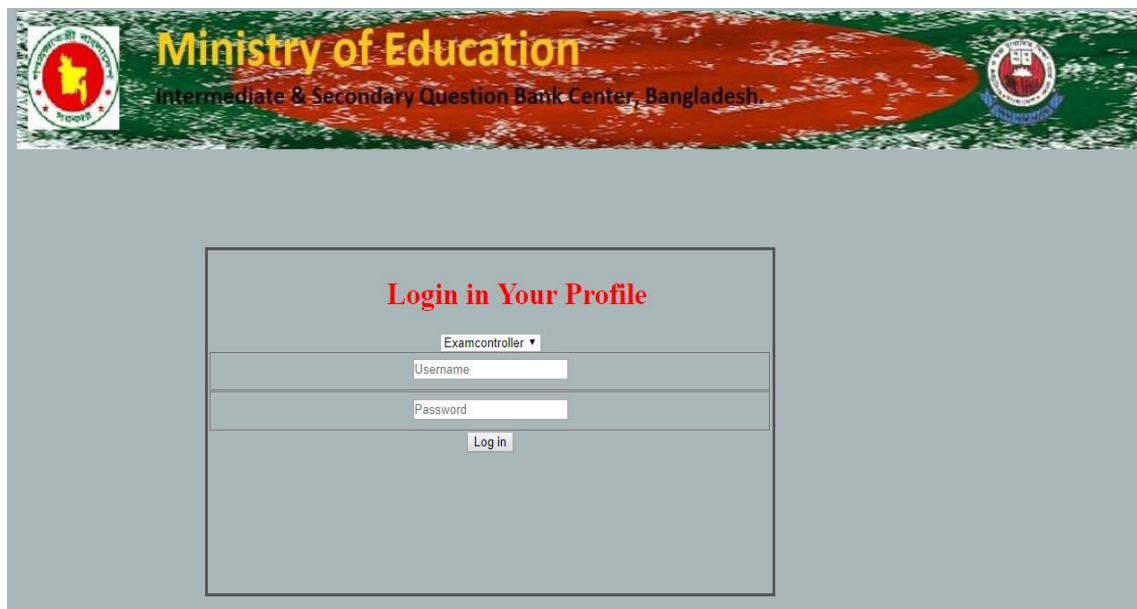 Ministry of Education
Intermediate & Secondary Question Bank Center, Bangladesh.
Login in Your Profile
Examcontroller
Username
Password
Log in